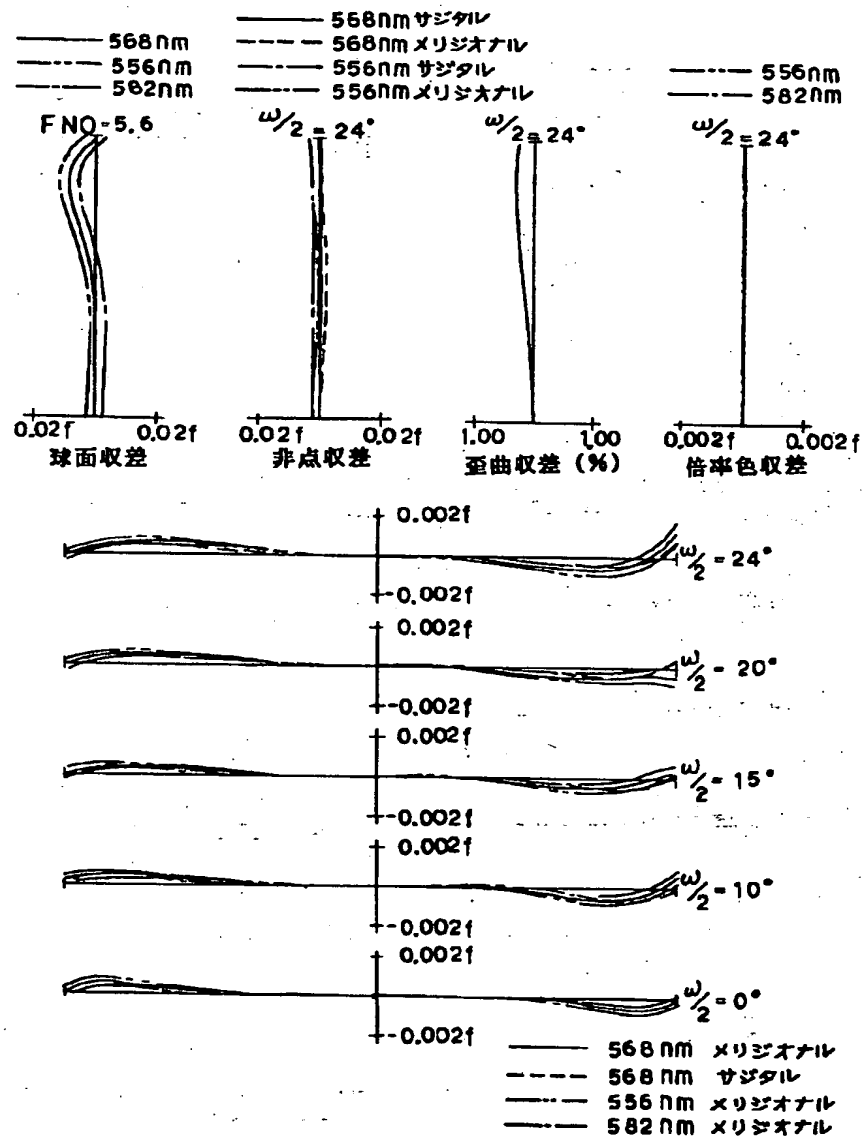 568nm
556nm
582nm
568nm サジタル
568nm メリジオナル
556nm サジタル
556nm メリジオナル
556nm
582nm
F NO=5.6
ω/2 = 24°
ω/2 = 24°
ω/2 = 24°
0.02f 0.02f
0.02f 0.02f
1.00 1.00
0.002f 0.002f
球面収差
非点収差
歪曲収差 (%)
倍率色収差
0.002f
ω/2 = 24°
-0.002f
0.002f
ω/2 = 20°
-0.002f
0.002f
ω/2 = 15°
-0.002f
0.002f
ω/2 = 10°
-0.002f
0.002f
ω/2 = 0°
-0.002f
568nm メリジオナル
568nm サジタル
556nm メリジオナル
582nm メリジオナル